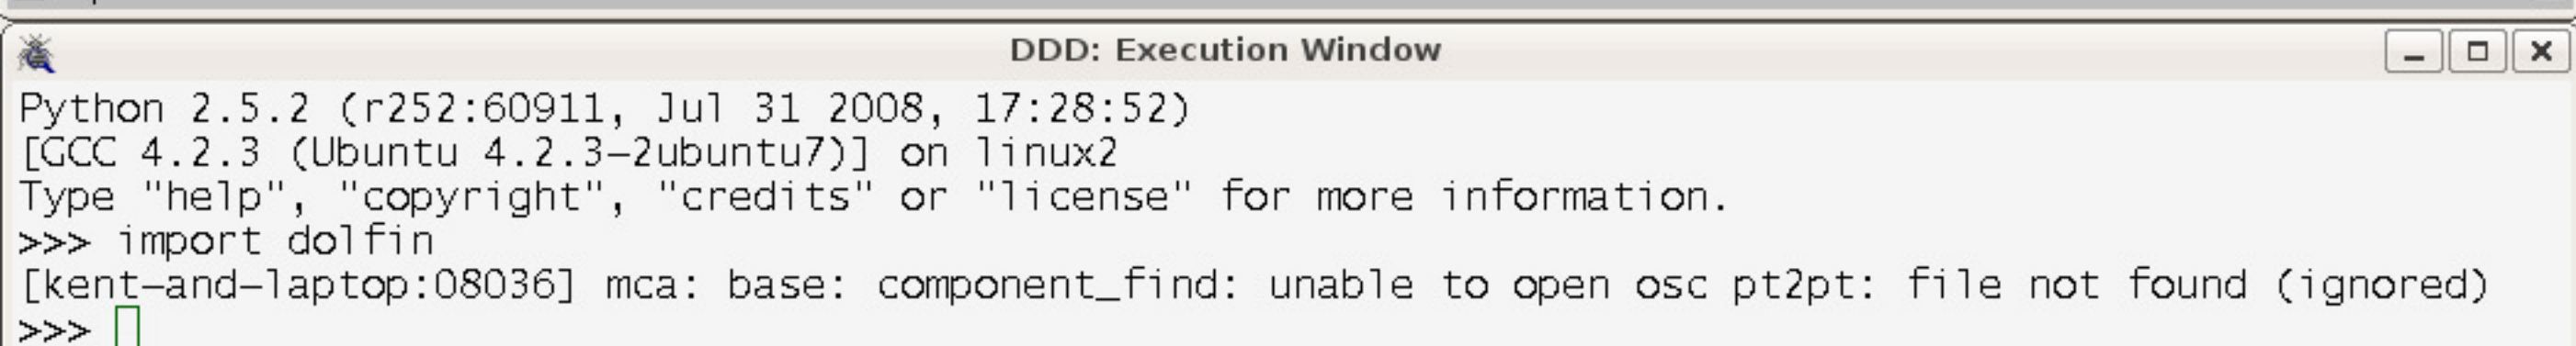 DDD: Execution Window
Python 2.5.2 (r252:60911, Jul 31 2008, 17:28:52)
[GCC 4.2.3 (Ubuntu 4.2.3-2ubuntu7)] on linux2
Type "help", "copyright", "credits" or "license" for more information.
>>> import dolfin
[kent-and-laptop:08036] mca: base: component_find: unable to open osc pt2pt: file not found (ignored)
>>>